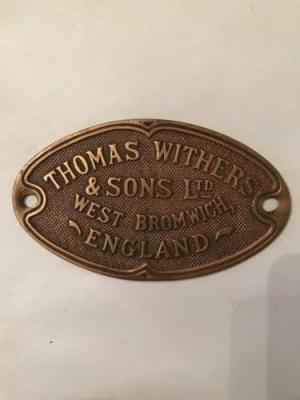 THOMAS WITHERS
& SONS LTD
WEST BROMWICH,
ENGLAND